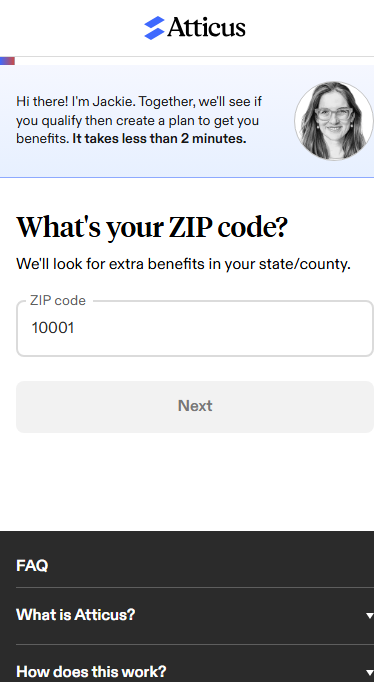 Atticus
Hi there! I'm Jackie. Together, we'll see if
you qualify then create a plan to get you
benefits. It takes less than 2 minutes.
What's your ZIP code?
We'll look for extra benefits in your state/county.
ZIP code
10001
Next
FAQ
What is Atticus?
How does this work?